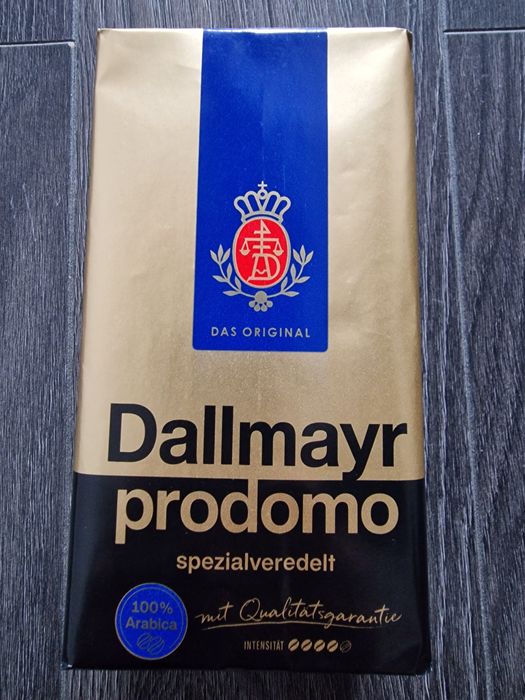 DAS ORIGINAL
Dallmayr
prodomo
spezialveredelt
100%
Arabica
mit Qualitätsgarantie
INTENSITÄT